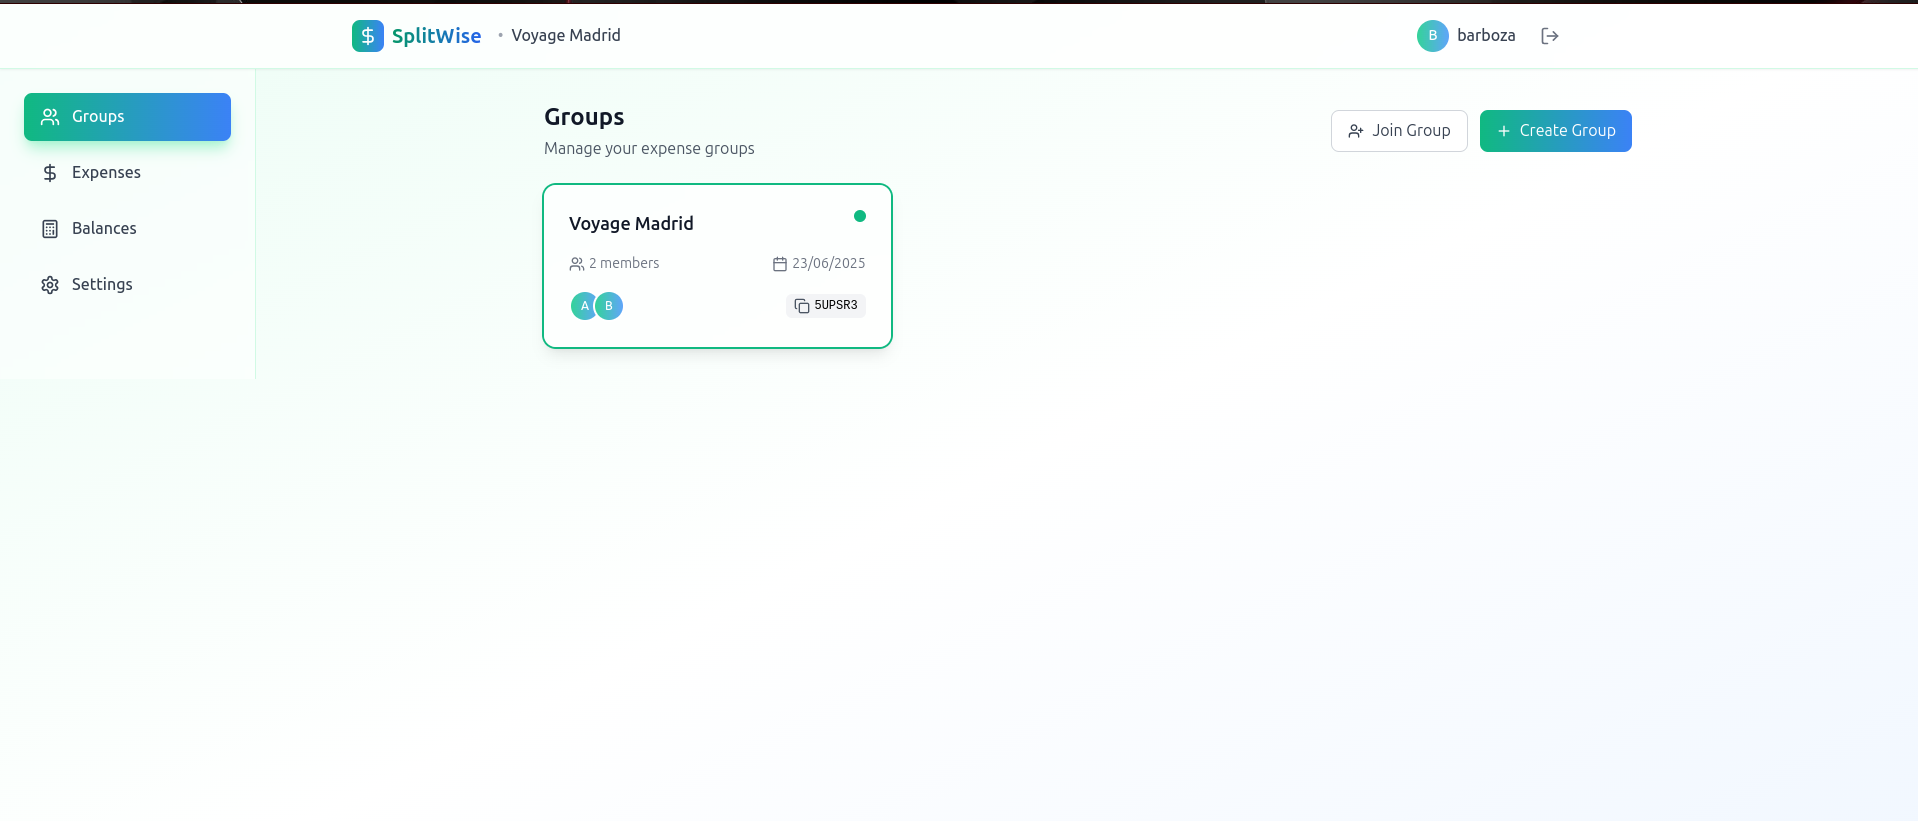 $ SplitWise • Voyage Madrid
B barboza
Groups
Expenses
Balances
Settings
Groups
Manage your expense groups
Join Group
+ Create Group
Voyage Madrid
2 members
23/06/2025
A B
5UPSR3